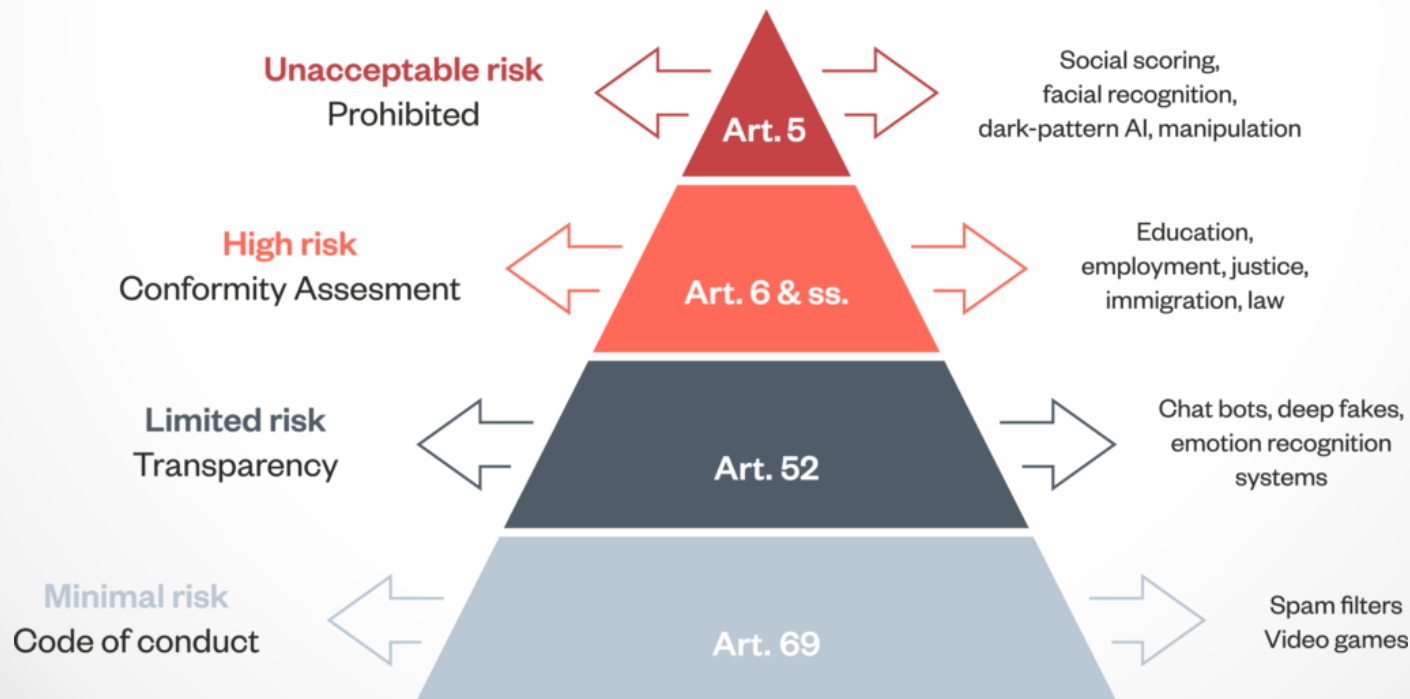 Unacceptable risk
Prohibited
Art. 5
Social scoring,
facial recognition,
dark-pattern AI, manipulation
High risk
Conformity Assesment
Art. 6 & ss.
Education,
employment, justice,
immigration, law
Limited risk
Transparency
Art. 52
Chat bots, deep fakes,
emotion recognition
systems
Minimal risk
Code of conduct
Art. 69
Spam filters
Video games